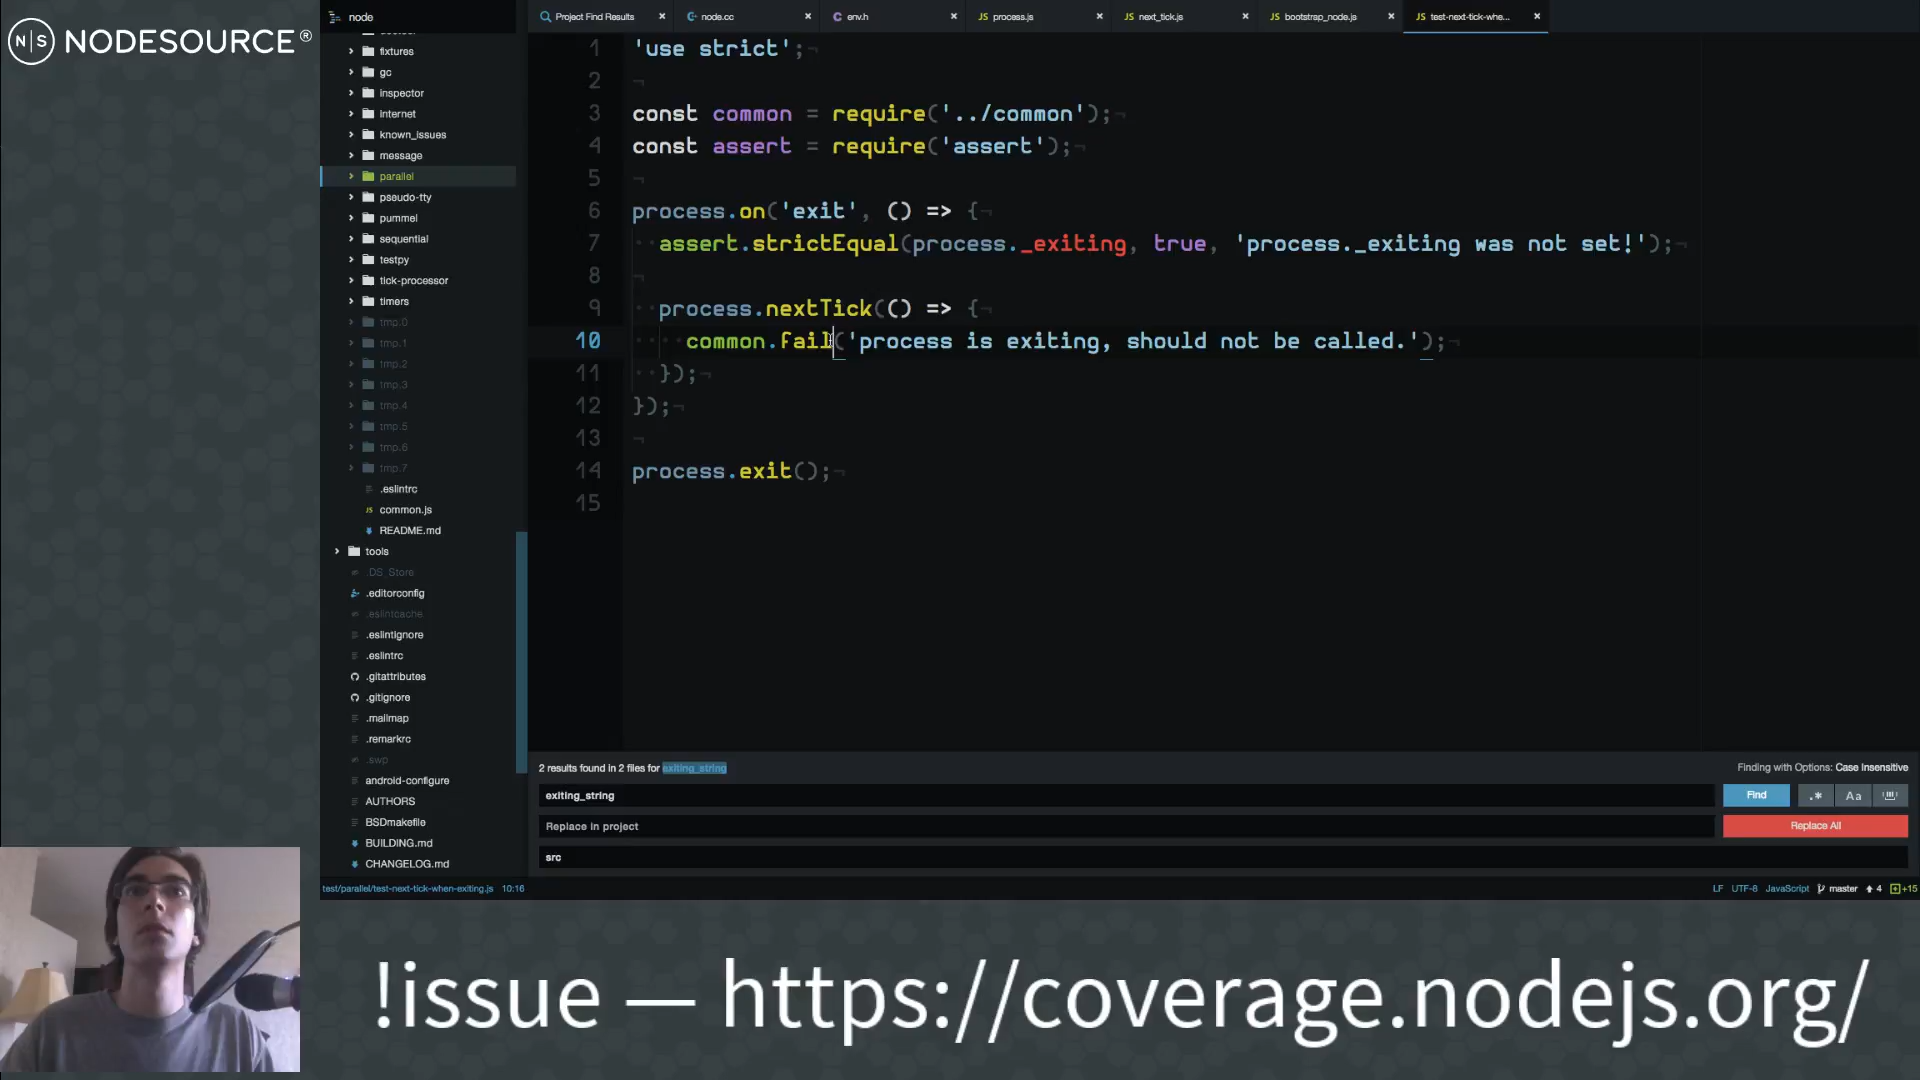 N|S NODESOURCE®
node
fixtures
gc
inspector
internet
known_issues
message
parallel
pseudo-tty
pummel
sequential
testpy
tick-processor
timers
tmp.0
tmp.1
tmp.2
tmp.3
tmp.4
tmp.5
tmp.6
tmp.7
.eslintrc
JS common.js
README.md
tools
.DS_Store
.editorconfig
.eslintcache
.eslintignore
.eslintrc
.gitattributes
.gitignore
.mailmap
.remarkrc
.swp
android-configure
AUTHORS
BSDmakefile
BUILDING.md
CHANGELOG.md
Project Find Results × node.cc × env.h × JS process.js × JS next_tick.js × JS bootstrap_node.js × JS test-next-tick-whe... ×
1 'use strict';¬
2 ¬
3 const common = require('../common');¬
4 const assert = require('assert');¬
5 ¬
6 process.on('exit', () => {¬
7 assert.strictEqual(process._exiting, true, 'process._exiting was not set!');¬
8 ¬
9 process.nextTick(() => {¬
10 common.fail('process is exiting, should not be called.');¬
11 });¬
12 });¬
13 ¬
14 process.exit();¬
15
2 results found in 2 files for exiting_string
Finding with Options: Case Insensitive
exiting_string
Find .* Aa
Replace in project
Replace All
src
test/parallel/test-next-tick-when-exiting.js 10:16
LF UTF-8 JavaScript master 4 +15
!issue — https://coverage.nodejs.org/